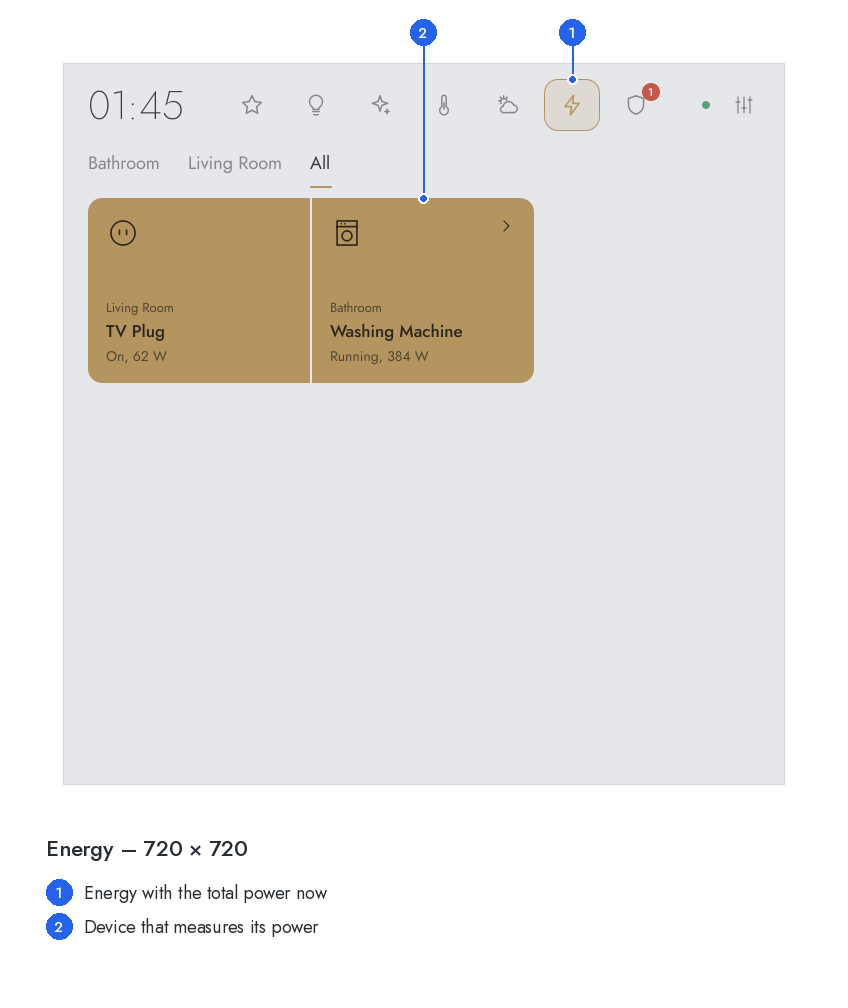 2 1
01:45 1
Bathroom Living Room All
Living Room
TV Plug
On, 62 W
Bathroom
Washing Machine
Running, 384 W
Energy — 720 × 720
1 Energy with the total power now
2 Device that measures its power